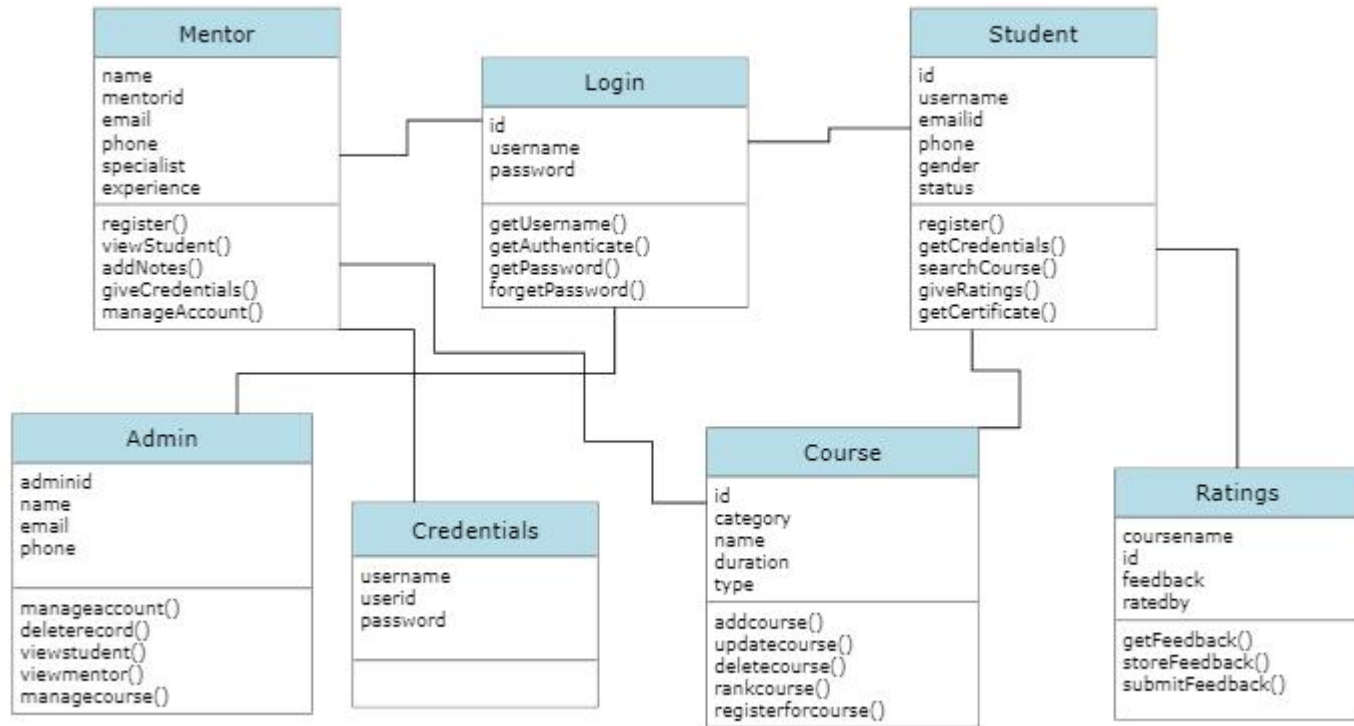 Mentor
name
mentorid
email
phone
specialist
experience
register()
viewStudent()
addNotes()
giveCredentials()
manageAccount()
Login
id
username
password
getUsername()
getAuthenticate()
getPassword()
forgetPassword()
Student
id
username
emailid
phone
gender
status
register()
getCredentials()
searchCourse()
giveRatings()
getCertificate()
Admin
adminid
name
email
phone
manageaccount()
deleterecord()
viewstudent()
viewmentor()
managecourse()
Credentials
username
userid
password
Course
id
category
name
duration
type
addcourse()
updatecourse()
deletecourse()
rankcourse()
registerforcourse()
Ratings
coursename
id
feedback
ratedby
getFeedback()
storeFeedback()
submitFeedback()